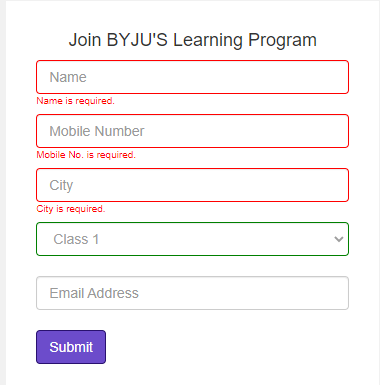 Join BYJU'S Learning Program
Name
Name is required.
Mobile Number
Mobile No. is required.
City
City is required.
Class 1
Email Address
Submit